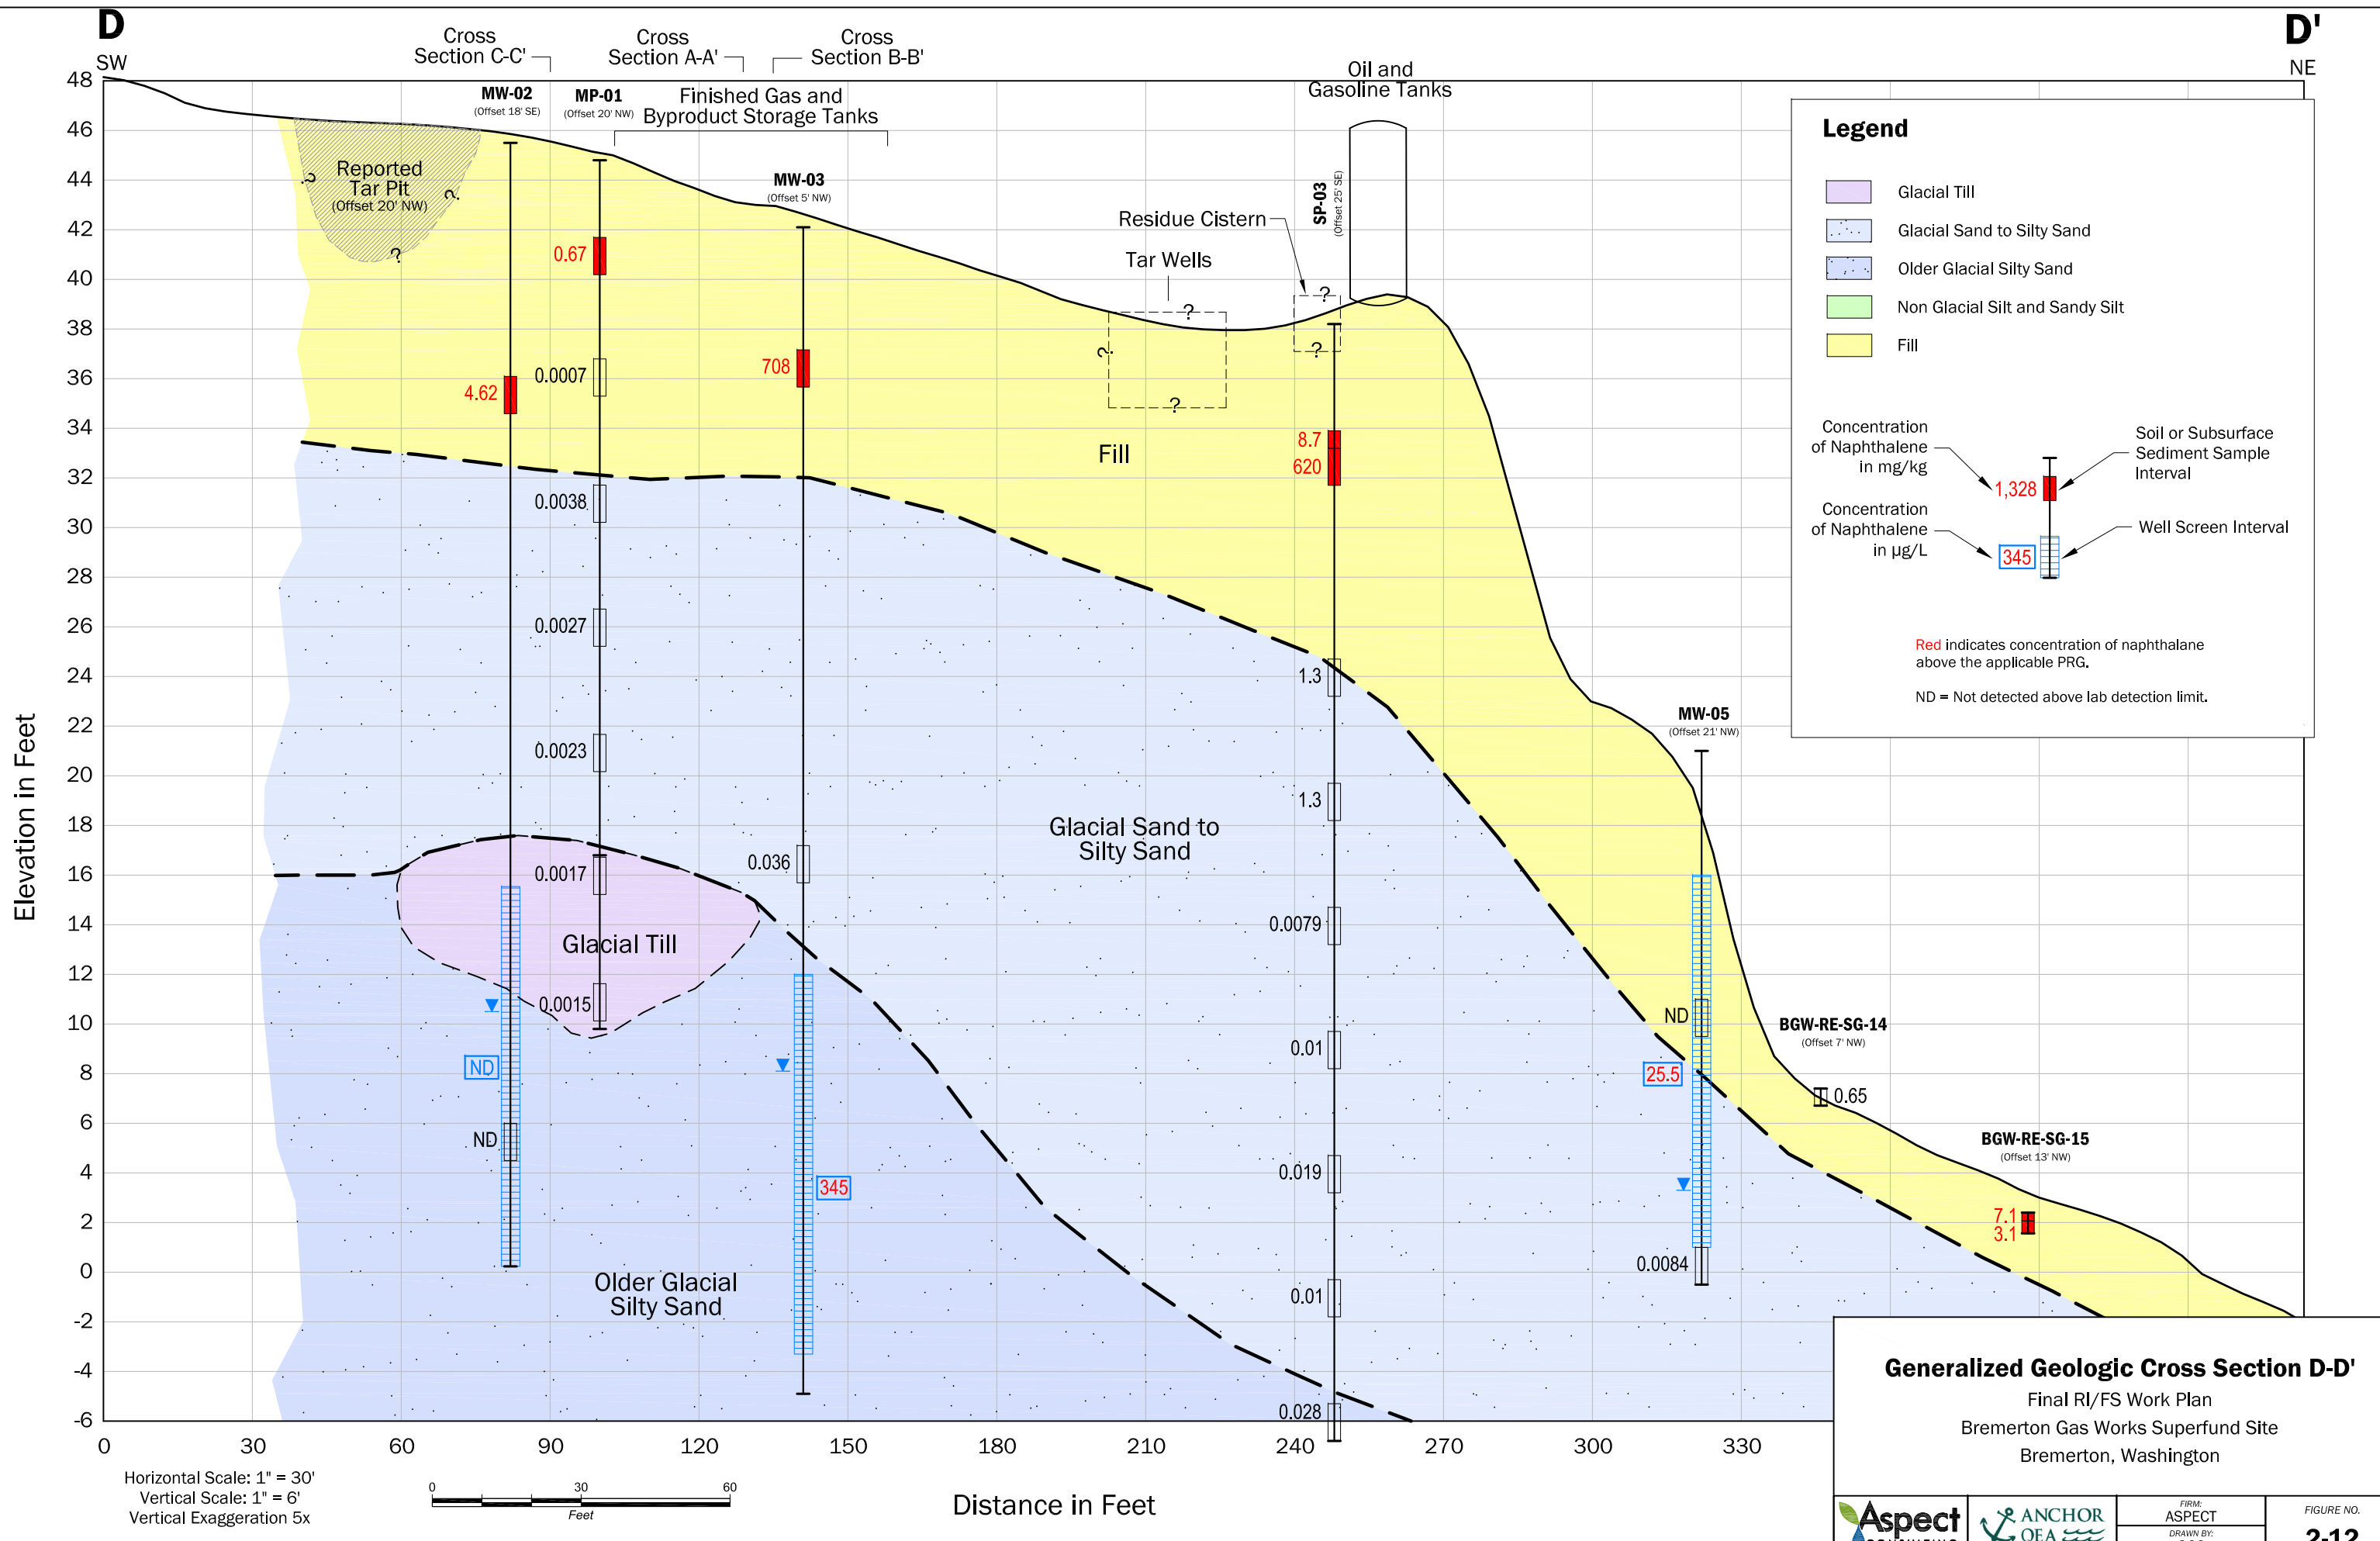 D
D'
SW
NE
Cross
Section C-C'
Cross
Section A-A'
Cross
Section B-B'
MW-02
(Offset 18' SE)
MP-01
(Offset 20' NW)
Finished Gas and
Byproduct Storage Tanks
Oil and
Gasoline Tanks
MW-03
(Offset 5' NW)
SP-03
(Offset 25' SE)
Reported
Tar Pit
(Offset 20' NW)
?
?
?
Residue Cistern
Tar Wells
?
?
?
?
?
Legend
Glacial Till
Glacial Sand to Silty Sand
Older Glacial Silty Sand
Non Glacial Silt and Sandy Silt
Fill
Concentration
of Naphthalene
in mg/kg
1,328
Soil or Subsurface
Sediment Sample
Interval
Concentration
of Naphthalene
in µg/L
345
Well Screen Interval
Red indicates concentration of naphthalane
above the applicable PRG.
ND = Not detected above lab detection limit.
Elevation in Feet
48
46
44
42
40
38
36
34
32
30
28
26
24
22
20
18
16
14
12
10
8
6
4
2
0
-2
-4
-6
4.62
ND
ND
0.67
0.0007
0.0038
0.0027
0.0023
0.0017
0.0015
708
0.036
345
8.7
620
1.3
1.3
0.0079
0.01
0.019
0.01
0.028
Fill
Glacial Sand to
Silty Sand
Glacial Till
Older Glacial
Silty Sand
MW-05
(Offset 21' NW)
ND
25.5
0.0084
BGW-RE-SG-14
(Offset 7' NW)
0.65
BGW-RE-SG-15
(Offset 13' NW)
7.1
3.1
0 30 60 90 120 150 180 210 240 270 300 330
Distance in Feet
Horizontal Scale: 1" = 30'
Vertical Scale: 1" = 6'
Vertical Exaggeration 5x
0 30 60
Feet
Generalized Geologic Cross Section D-D'
Final RI/FS Work Plan
Bremerton Gas Works Superfund Site
Bremerton, Washington
Aspect
ANCHOR
QEA
FIRM:
ASPECT
DRAWN BY:
FIGURE NO.
2-12